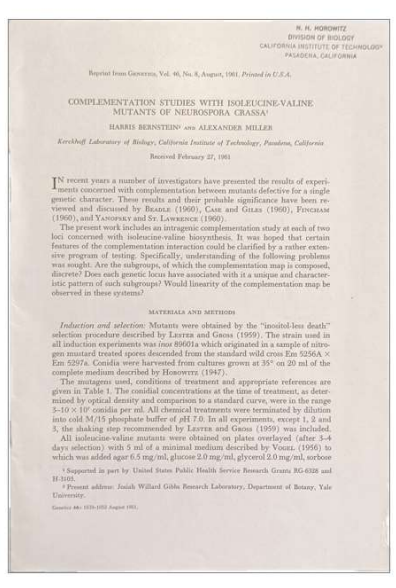 N. H. HOROWITZ
DIVISION OF BIOLOGY
CALIFORNIA INSTITUTE OF TECHNOLOGY
PASADENA, CALIFORNIA
Reprint from GENETICS, Vol. 46, No. 8, August, 1961. Printed in U.S.A.
COMPLEMENTATION STUDIES WITH ISOLEUCINE-VALINE
MUTANTS OF NEUROSPORA CRASSA¹
HARRIS BERNSTEIN² AND ALEXANDER MILLER
Kerckhoff Laboratory of Biology, California Institute of Technology, Pasadena, California
Received February 27, 1961
IN recent years a number of investigators have presented the results of experi-
ments concerned with complementation between mutants defective for a single
genetic character. These results and their probable significance have been re-
viewed and discussed by BEADLE (1960), CASE and GILES (1960), FINCHAM
(1960), and YANOFSKY and ST. LAWRENCE (1960).
The present work includes an intragenic complementation study at each of two
loci concerned with isoleucine-valine biosynthesis. It was hoped that certain
features of the complementation interaction could be clarified by a rather exten-
sive program of testing. Specifically, understanding of the following problems
was sought. Are the subgroups, of which the complementation map is composed,
discrete? Does each genetic locus have associated with it a unique and character-
istic pattern of such subgroups? Would linearity of the complementation map be
observed in these systems?
MATERIALS AND METHODS
Induction and selection: Mutants were obtained by the "inositol-less death"
selection procedure described by LESTER and GROSS (1959). The strain used in
all induction experiments was inos 89601a which originated in a sample of nitro-
gen mustard treated spores descended from the standard wild cross Em 5256A ×
Em 5297a. Conidia were harvested from cultures grown at 35° on 20 ml of the
complete medium described by HOROWITZ (1947).
The mutagens used, conditions of treatment and appropriate references are
given in Table 1. The conidial concentrations at the time of treatment, as deter-
mined by optical density and comparison to a standard curve, were in the range
3–10 × 10⁷ conidia per ml. All chemical treatments were terminated by dilution
into cold M/15 phosphate buffer of pH 7.0. In all experiments, except 1, 2 and
3, the shaking step recommended by LESTER and GROSS (1959) was included.
All isoleucine-valine mutants were obtained on plates overlayed (after 3–4
days selection) with 5 ml of a minimal medium described by VOGEL (1956) to
which was added agar 6.5 mg/ml, glucose 2.0 mg/ml, glycerol 2.0 mg/ml, sorbose
¹ Supported in part by United States Public Health Service Research Grants RG-6328 and
H-3103.
² Present address: Josiah Willard Gibbs Research Laboratory, Department of Botany, Yale
University.
Genetics 46: August 1961.